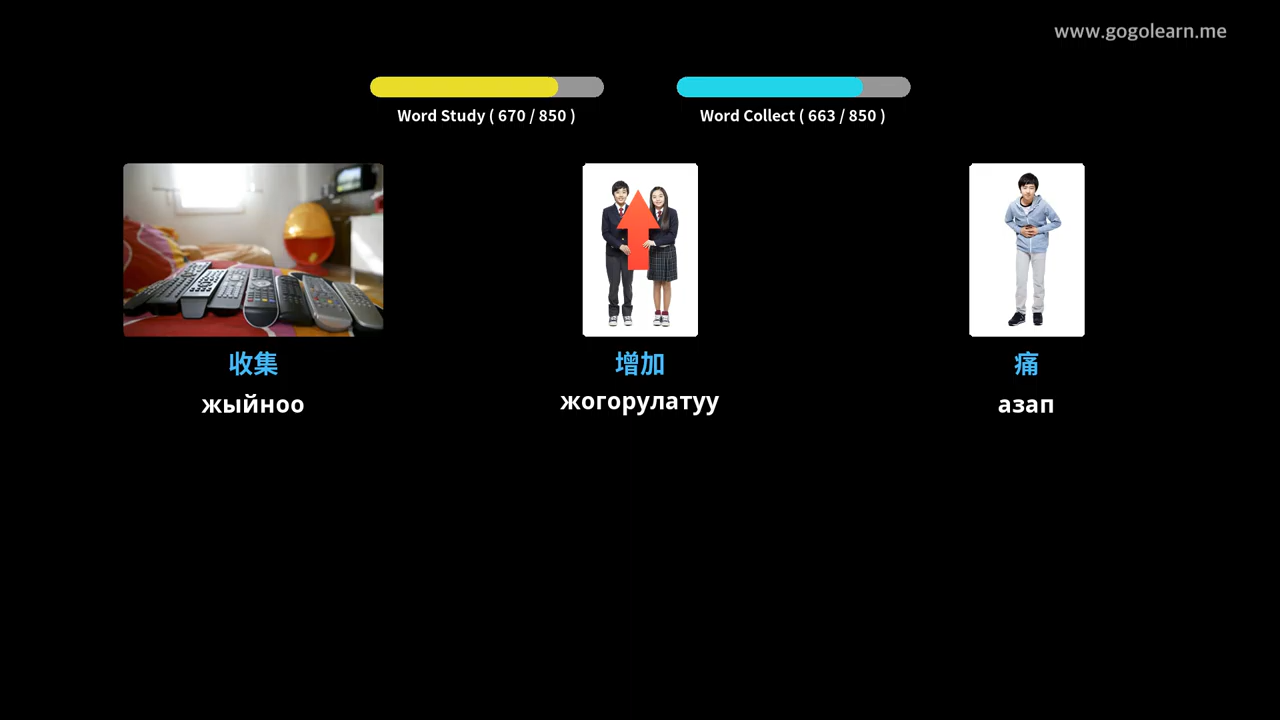 www.gogolearn.me
Word Study ( 670 / 850 )
Word Collect ( 663 / 850 )
收集
增加
痛
жыйноо
жогорулатуу
азап